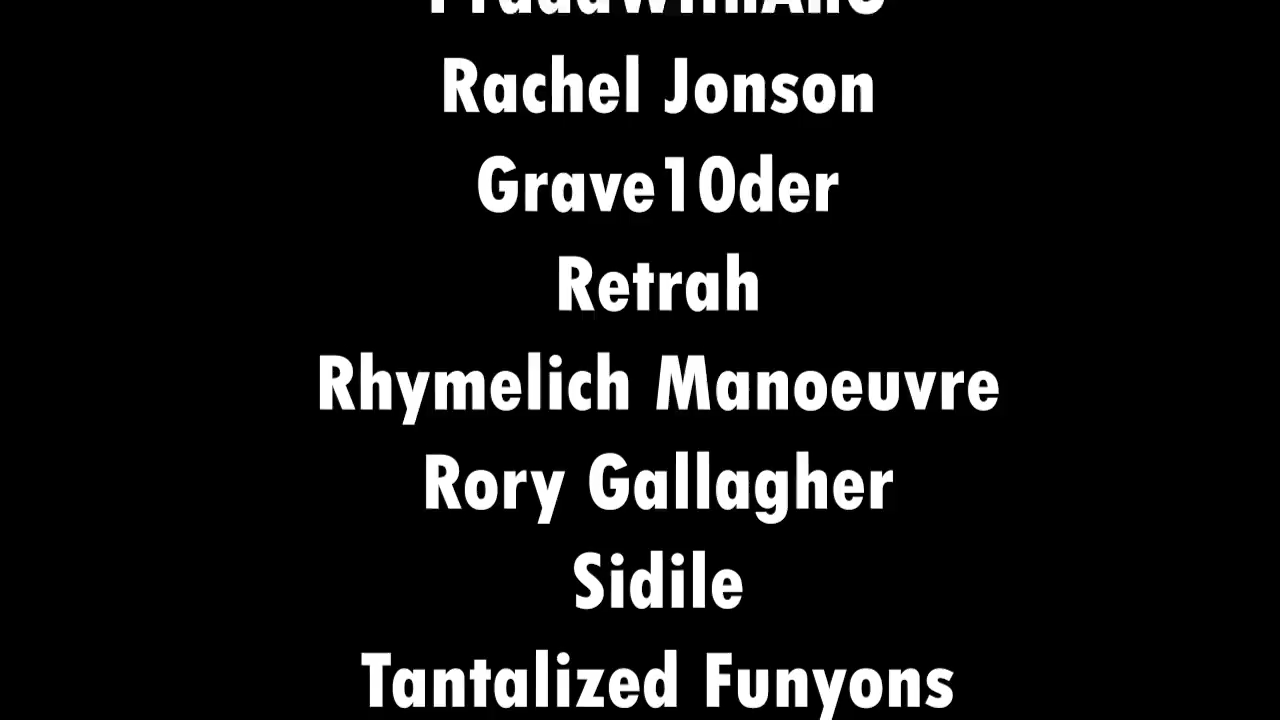 Rachel Jonson
Grave10der
Retrah
Rhymelich Manoeuvre
Rory Gallagher
Sidile
Tantalized Funyons